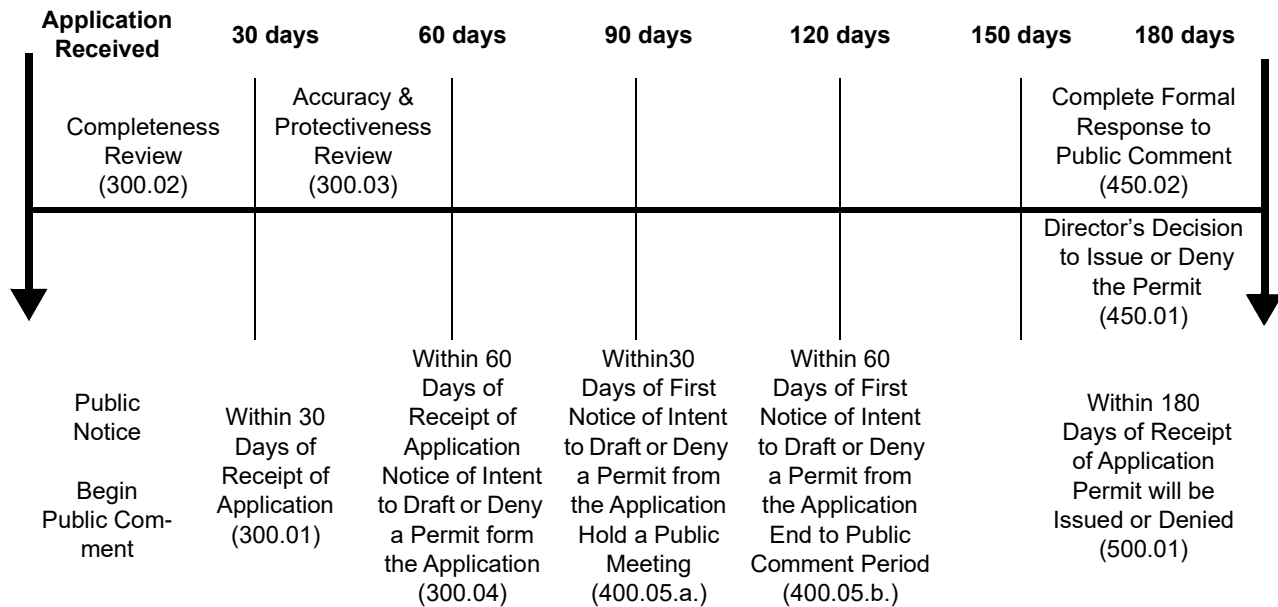 Application
Received
30 days
60 days
90 days
120 days
150 days
180 days
Completeness
Review
(300.02)
Accuracy &
Protectiveness
Review
(300.03)
Complete Formal
Response to
Public Comment
(450.02)
Director’s Decision
to Issue or Deny
the Permit
(450.01)
Public
Notice
Begin
Public Com-
ment
Within 30
Days of
Receipt of
Application
(300.01)
Within 60
Days of
Receipt of
Application
Notice of Intent
to Draft or Deny
a Permit form
the Application
(300.04)
Within30
Days of First
Notice of Intent
to Draft or Deny
a Permit from
the Application
Hold a Public
Meeting
(400.05.a.)
Within 60
Days of First
Notice of Intent
to Draft or Deny
a Permit from
the Application
End to Public
Comment Period
(400.05.b.)
Within 180
Days of Receipt
of Application
Permit will be
Issued or Denied
(500.01)